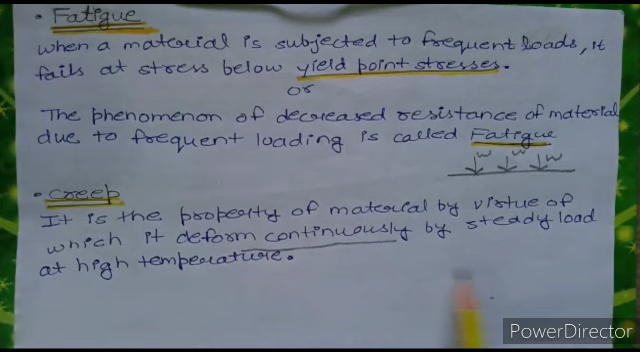 • Fatigue
when a material is subjected to frequent loads, it
fails at stress below yield point stresses.
or
The phenomenon of decreased resistance of material
due to frequent loading is called Fatigue
w w w
• Creep
It is the property of material by virtue of
which it deform continuously by steady load
at high temperature.
PowerDirector